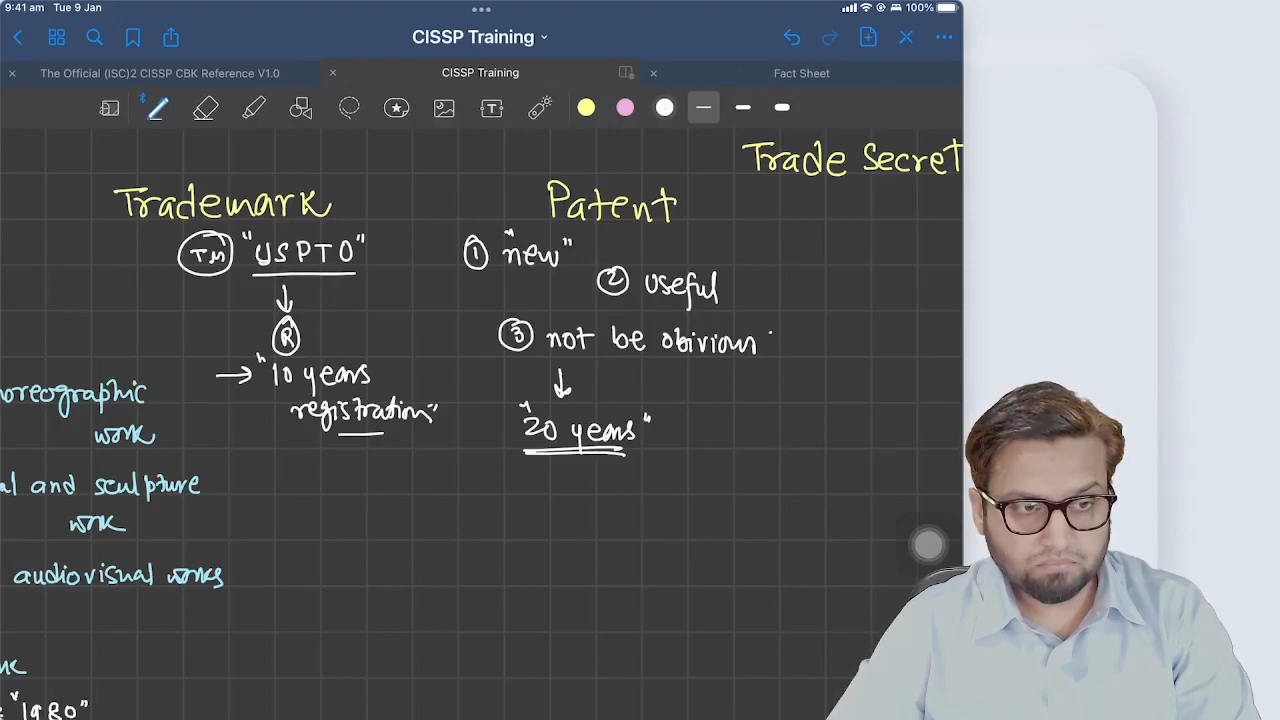 9:41 am Tue 9 Jan
100%
CISSP Training
The Official (ISC)2 CISSP CBK Reference V1.0
CISSP Training
Fact Sheet
Trade Secret
Trademark
Patent
TM "USPTO"
① "new"
② useful
R
③ not be
→ "10 years
registration"
"20 years"
oreographic
work
al and sculpture
work
audiovisual works
"1980"